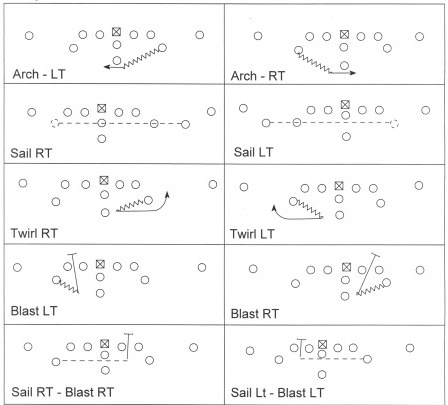 Arch - LT
Arch - RT
Sail RT
Sail LT
Twirl RT
Twirl LT
Blast LT
Blast RT
Sail RT - Blast RT
Sail Lt - Blast LT